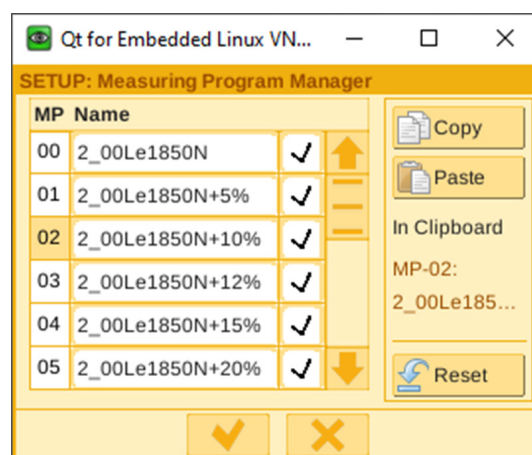 Qt for Embedded Linux VN...
SETUP: Measuring Program Manager
MP Name
00 2_00Le1850N
01 2_00Le1850N+5%
02 2_00Le1850N+10%
03 2_00Le1850N+12%
04 2_00Le1850N+15%
05 2_00Le1850N+20%
Copy
Paste
In Clipboard
MP-02:
2_00Le185...
Reset